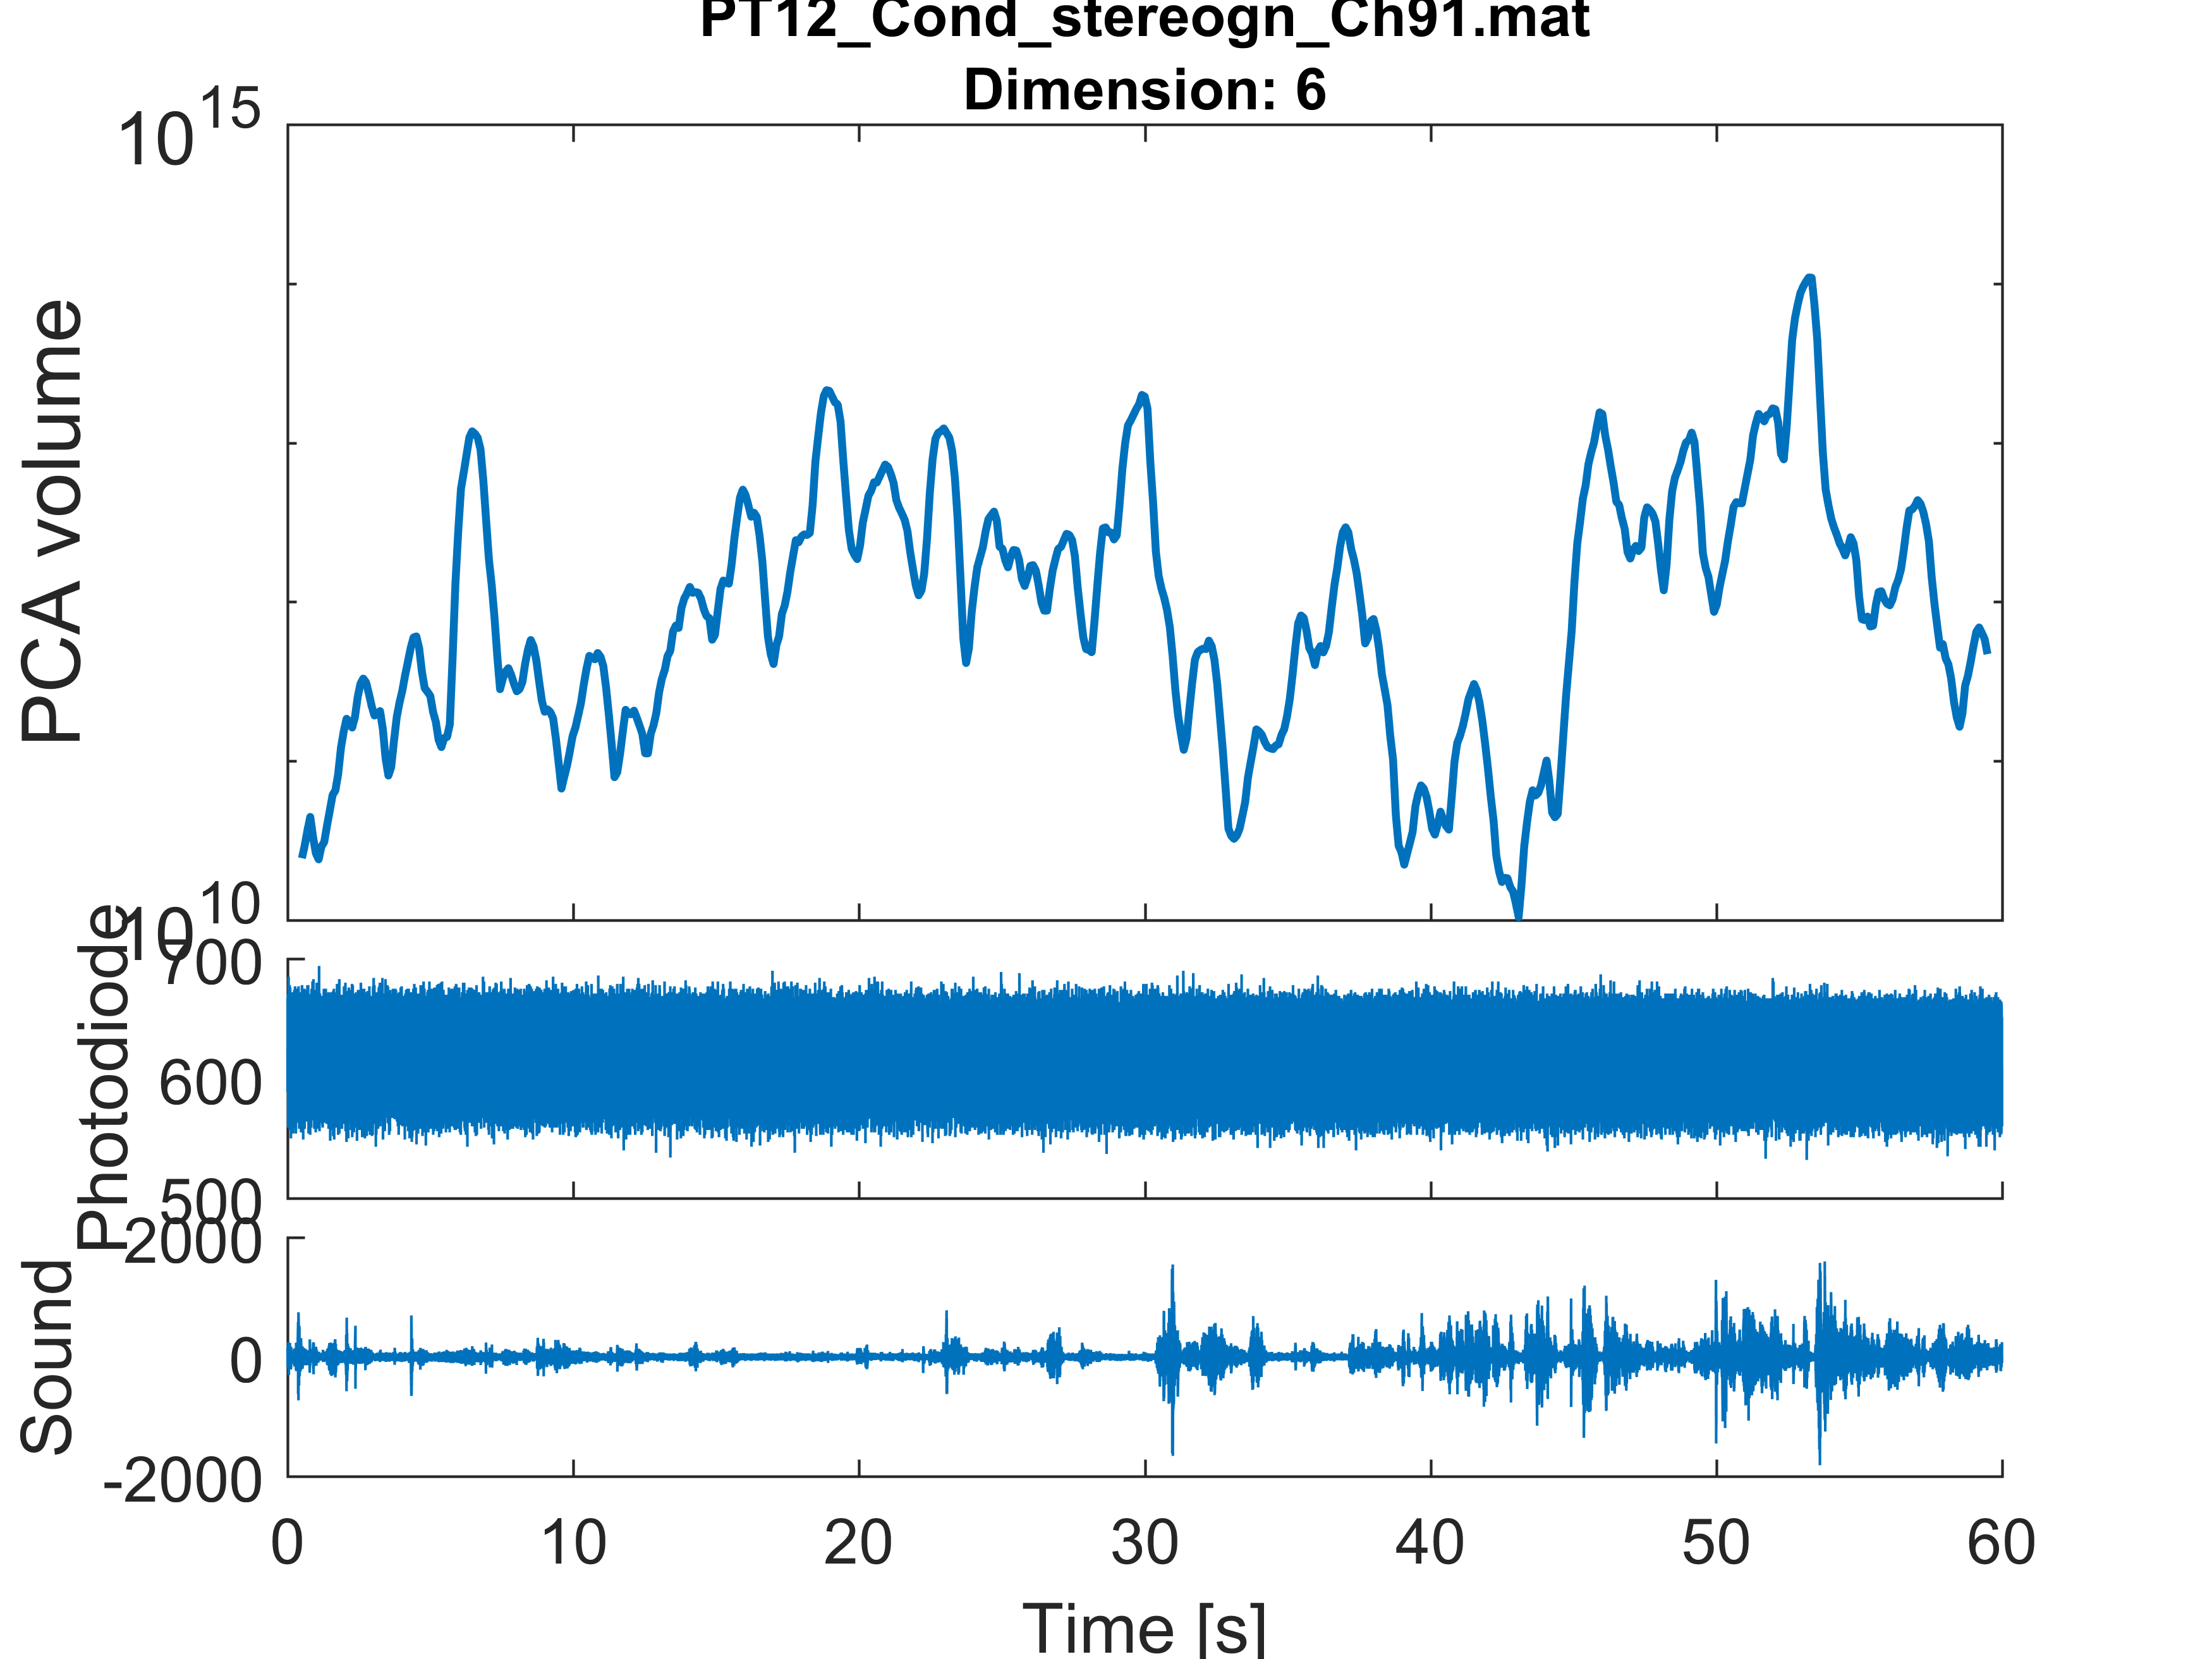 PT12_Cond_stereogn_Ch91.mat
Dimension: 6
10^15
PCA volume
10^10
700
Photodiode
600
500
2000
Sound
0
-2000
0 10 20 30 40 50 60
Time [s]